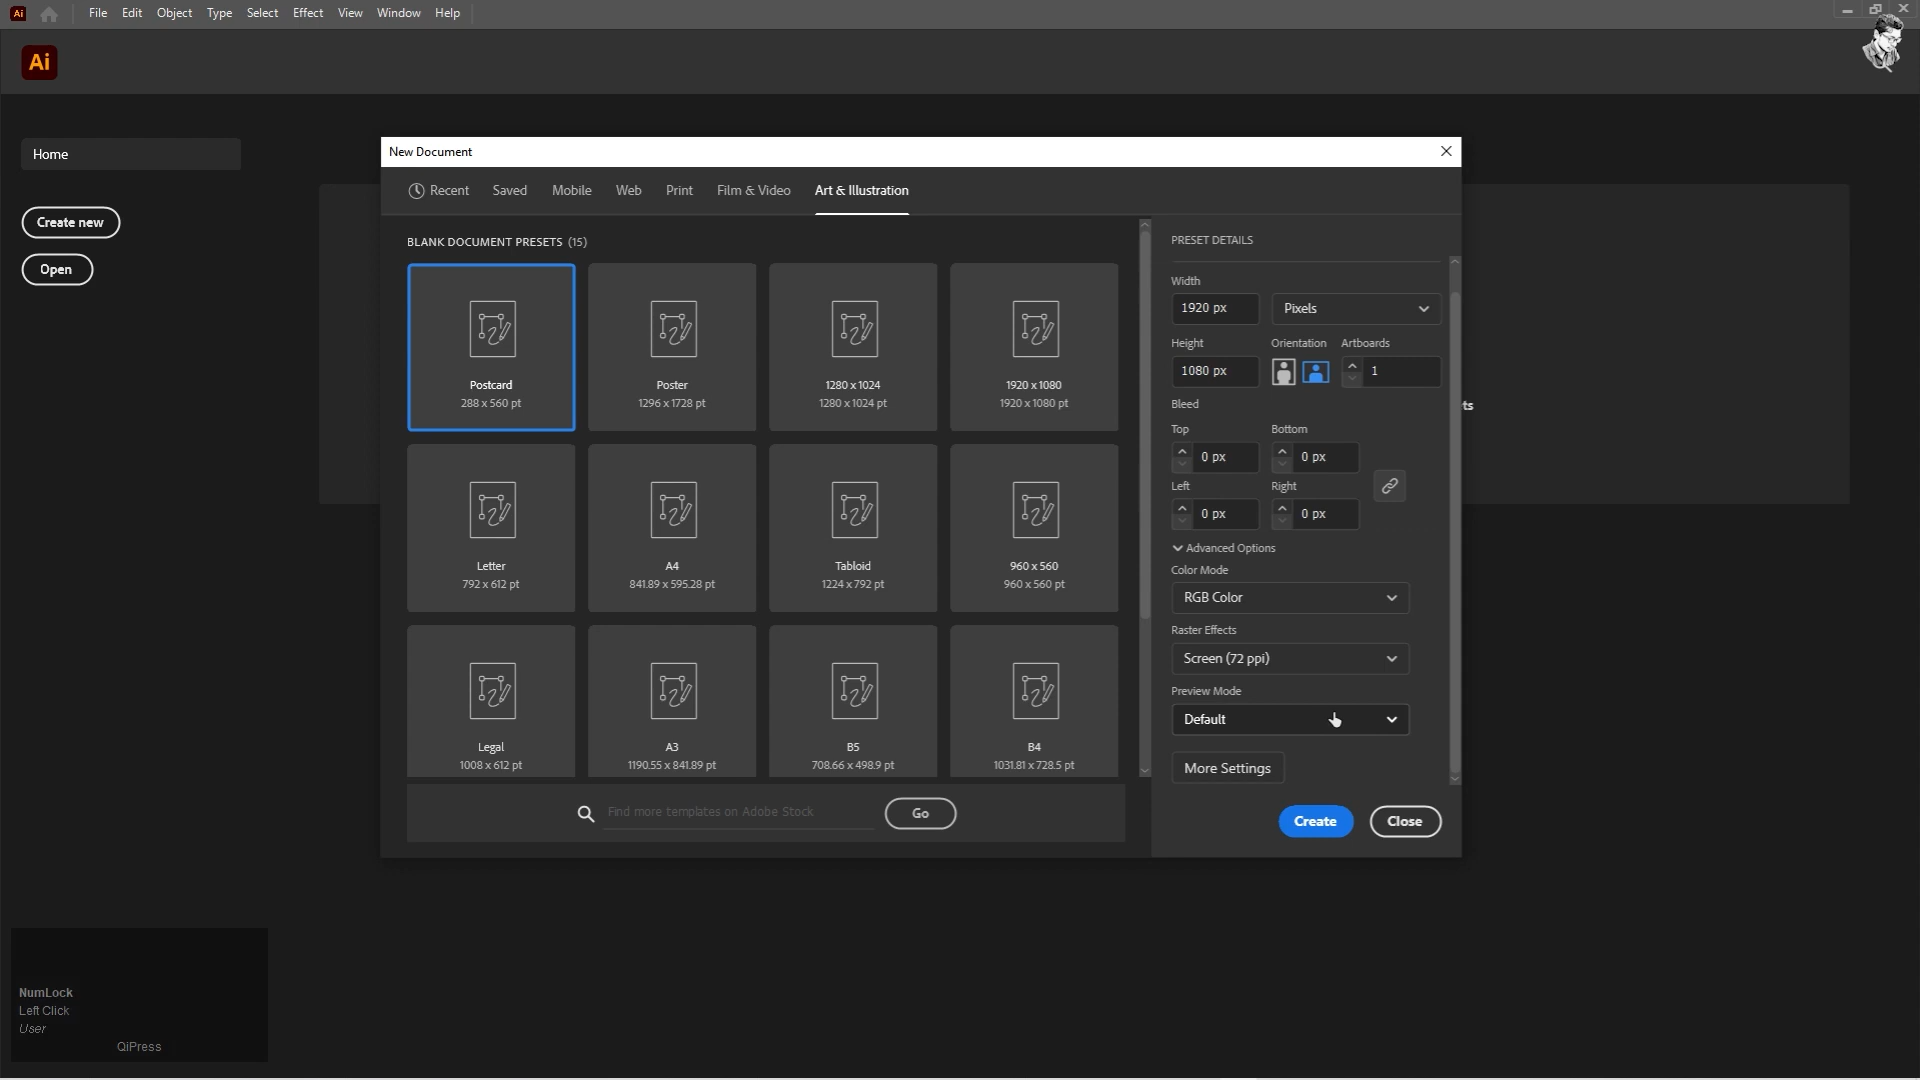 Ai File Edit Object Type Select Effect View Window Help
Ai
Home
Create new
Open
New Document
Recent Saved Mobile Web Print Film & Video Art & Illustration
BLANK DOCUMENT PRESETS (15)
Postcard
288 x 560 pt
Poster
1296 x 1728 pt
1280 x 1024
1280 x 1024 pt
1920 x 1080
1920 x 1080 pt
Letter
792 x 612 pt
A4
841.89 x 595.28 pt
Tabloid
1224 x 792 pt
960 x 560
960 x 560 pt
Legal
1008 x 612 pt
A3
1190.55 x 841.89 pt
B5
708.66 x 498.9 pt
B4
1031.81 x 728.5 pt
Find more templates on Adobe Stock
Go
PRESET DETAILS
Width
1920 px Pixels
Height Orientation Artboards
1080 px 1
Bleed
Top Bottom
0 px 0 px
Left Right
0 px 0 px
Advanced Options
Color Mode
RGB Color
Raster Effects
Screen (72 ppi)
Preview Mode
Default
More Settings
Create Close
ts
NumLock
Left Click
User
QiPress